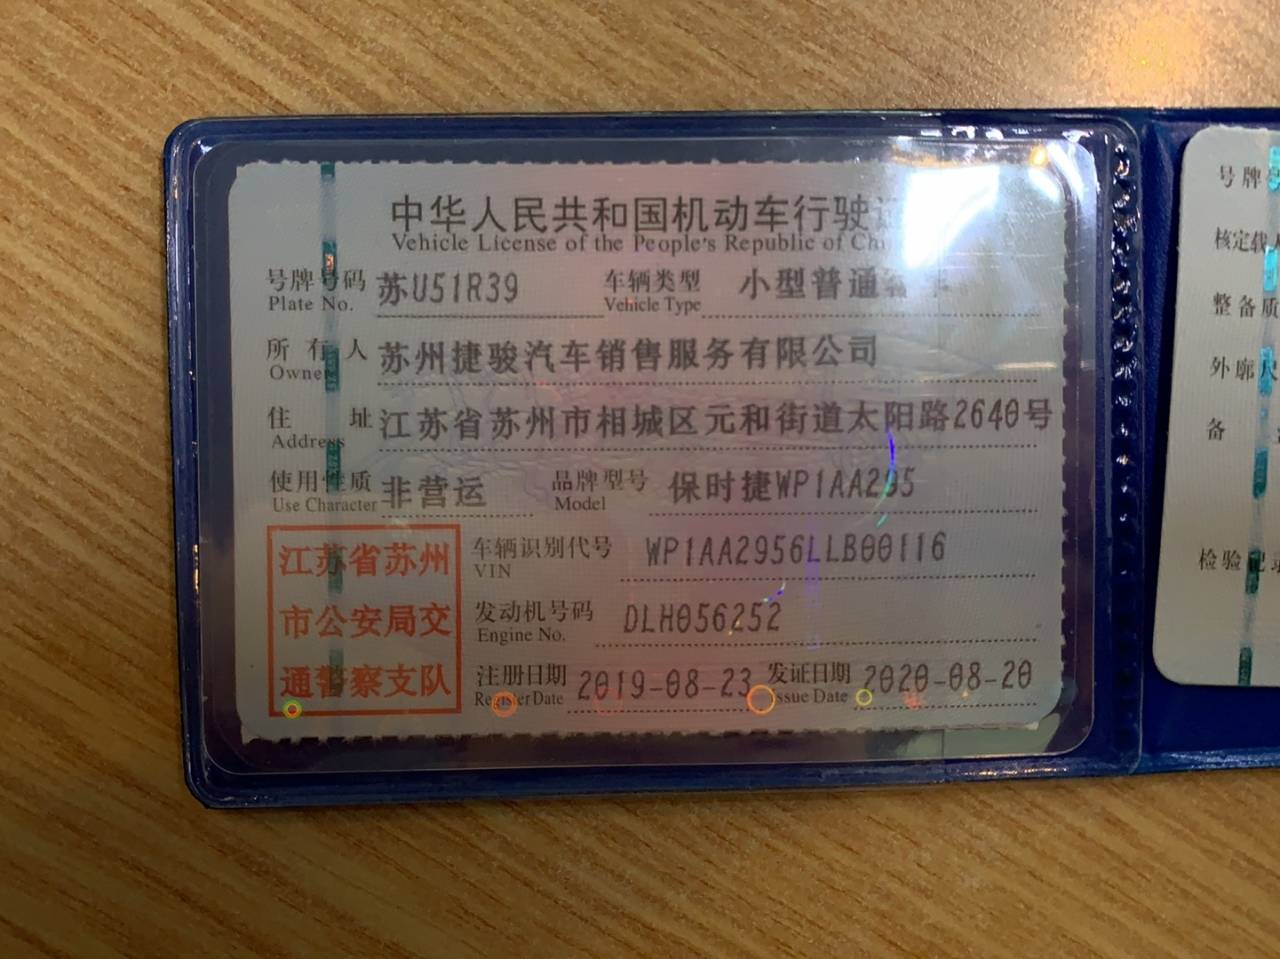 中华人民共和国机动车行驶
Vehicle License of the People's Republic of Chi
号牌号码 苏U51R39 车辆类型 小型普通
Plate No. Vehicle Type
所有人 苏州捷骏汽车销售服务有限公司
Owner
住址 江苏省苏州市相城区元和街道太阳路2640号
Address
使用性质 非营运 品牌型号 保时捷WP1AA295
Use Character Model
江苏省苏州
市公安局交
通警察支队
车辆识别代号 WP1AA2956LLB00116
VIN
发动机号码 DLH056252
Engine No.
注册日期 2019-08-23 发证日期 2020-08-20
Register Date Issue Date
号牌
核定载
整备质
外廓尺
备
检验记录